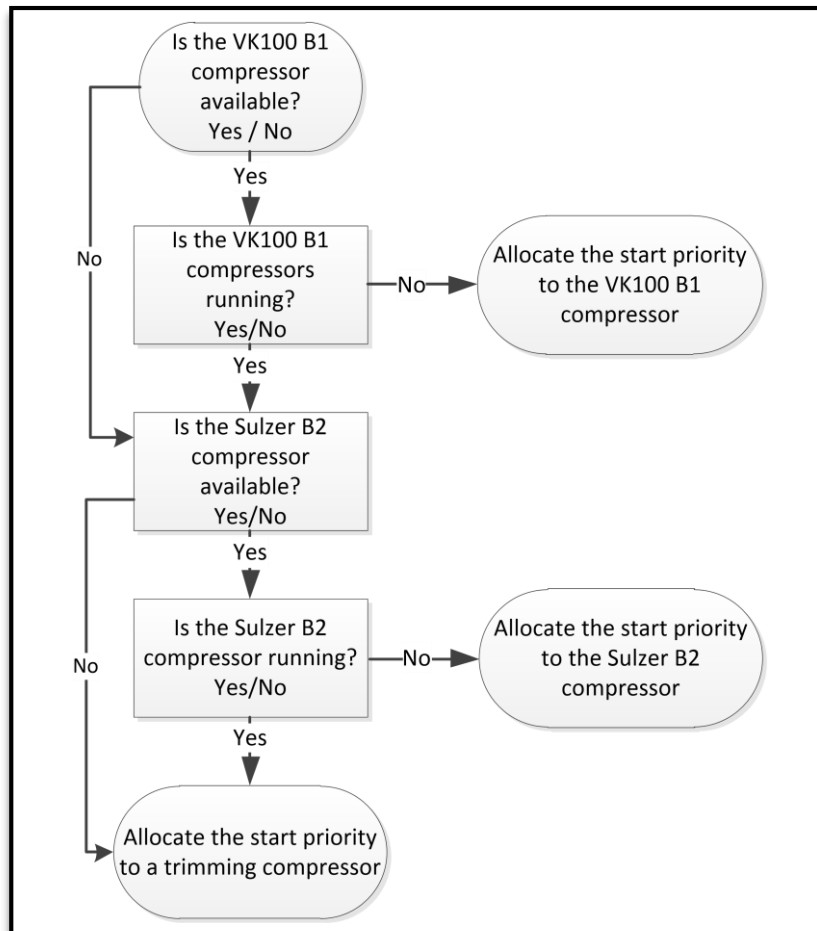 Is the VK100 B1
compressor
available?
Yes / No
Yes
No
Is the VK100 B1
compressors
running?
Yes/No
No
Allocate the start priority
to the VK100 B1
compressor
Yes
Is the Sulzer B2
compressor
available?
Yes/No
Yes
No
Is the Sulzer B2
compressor running?
Yes/No
No
Allocate the start priority
to the Sulzer B2
compressor
Yes
Allocate the start priority
to a trimming compressor